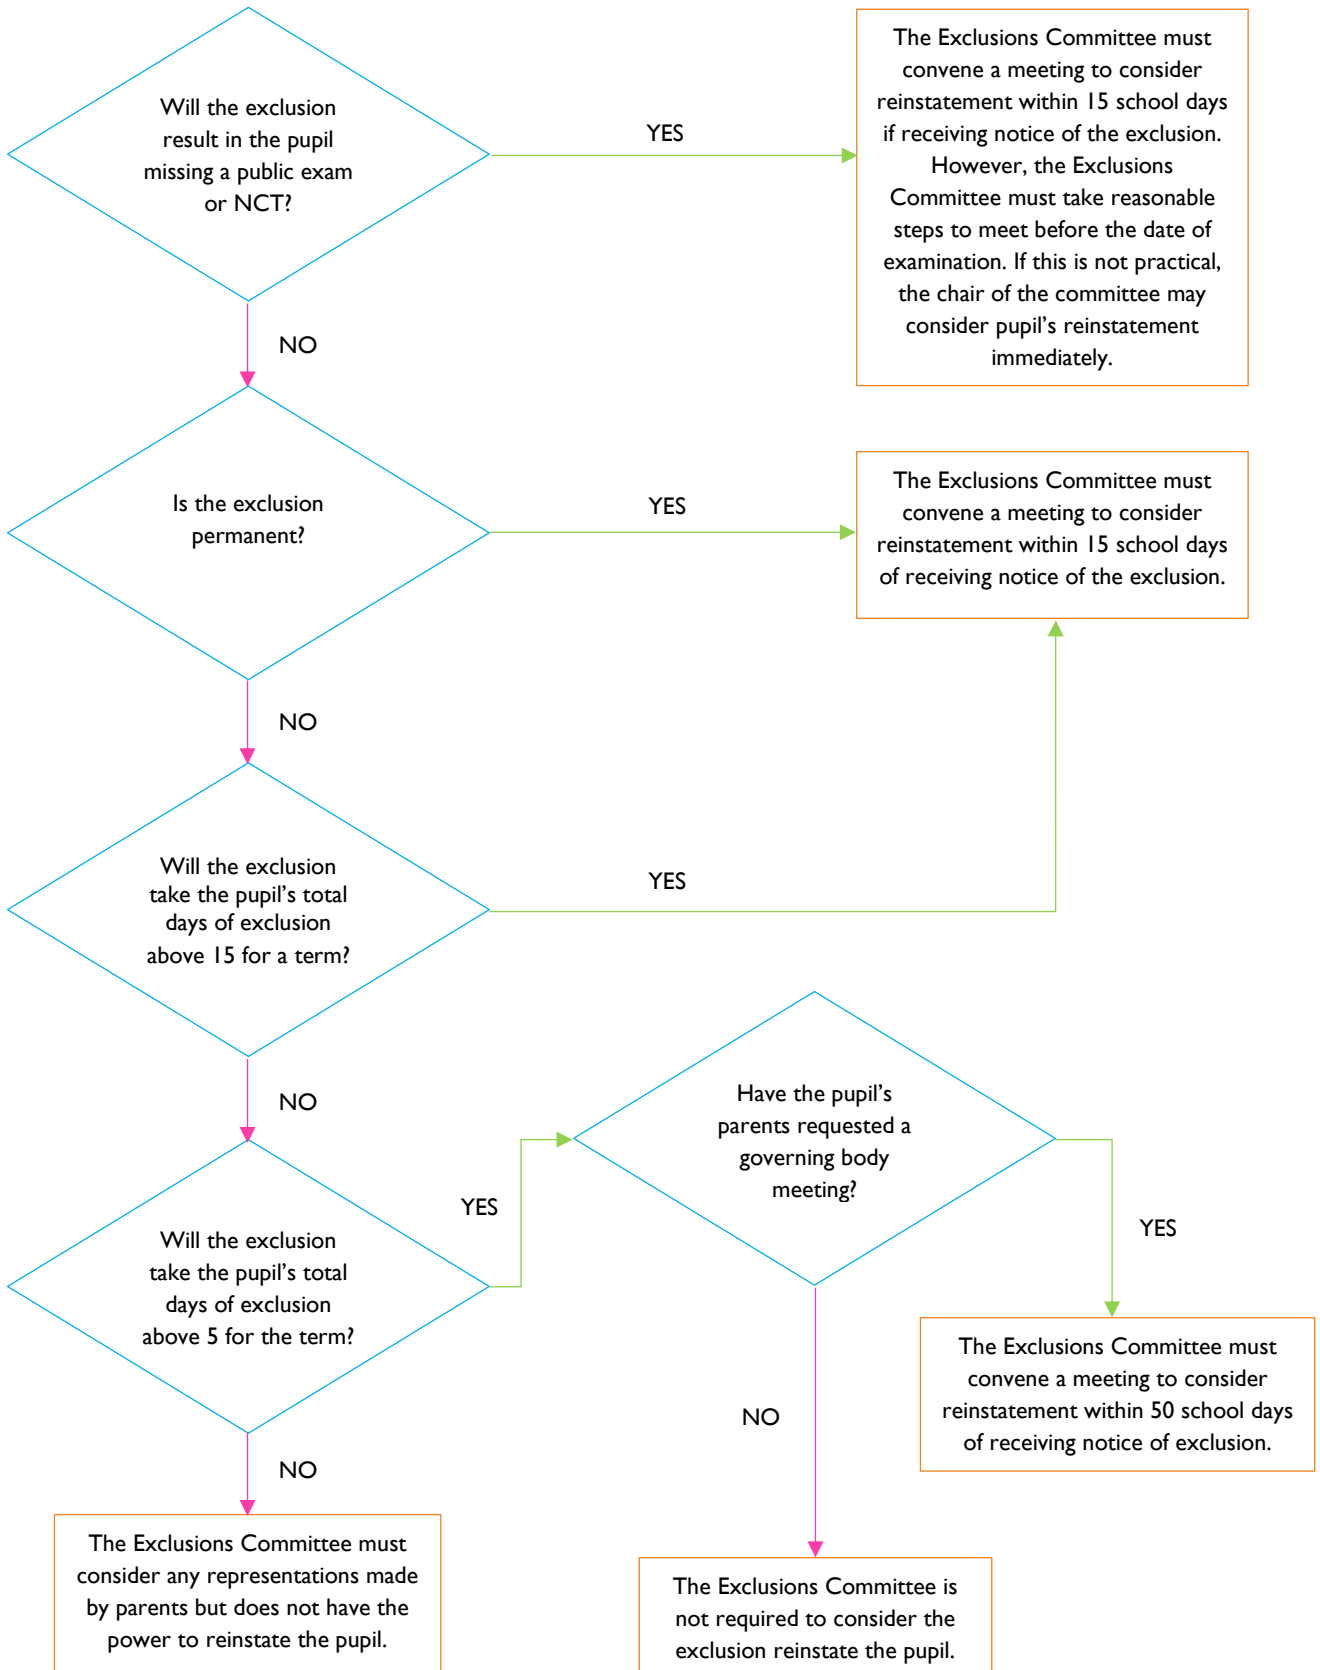 Will the exclusion
result in the pupil
missing a public exam
or NCT?
YES
The Exclusions Committee must
convene a meeting to consider
reinstatement within 15 school days
if receiving notice of the exclusion.
However, the Exclusions
Committee must take reasonable
steps to meet before the date of
examination. If this is not practical,
the chair of the committee may
consider pupil’s reinstatement
immediately.
NO
Is the exclusion
permanent?
YES
The Exclusions Committee must
convene a meeting to consider
reinstatement within 15 school days
of receiving notice of the exclusion.
NO
Will the exclusion
take the pupil’s total
days of exclusion
above 15 for a term?
YES
NO
Will the exclusion
take the pupil’s total
days of exclusion
above 5 for the term?
YES
Have the pupil’s
parents requested a
governing body
meeting?
YES
The Exclusions Committee must
convene a meeting to consider
reinstatement within 50 school days
of receiving notice of exclusion.
NO
NO
The Exclusions Committee must
consider any representations made
by parents but does not have the
power to reinstate the pupil.
The Exclusions Committee is
not required to consider the
exclusion reinstate the pupil.